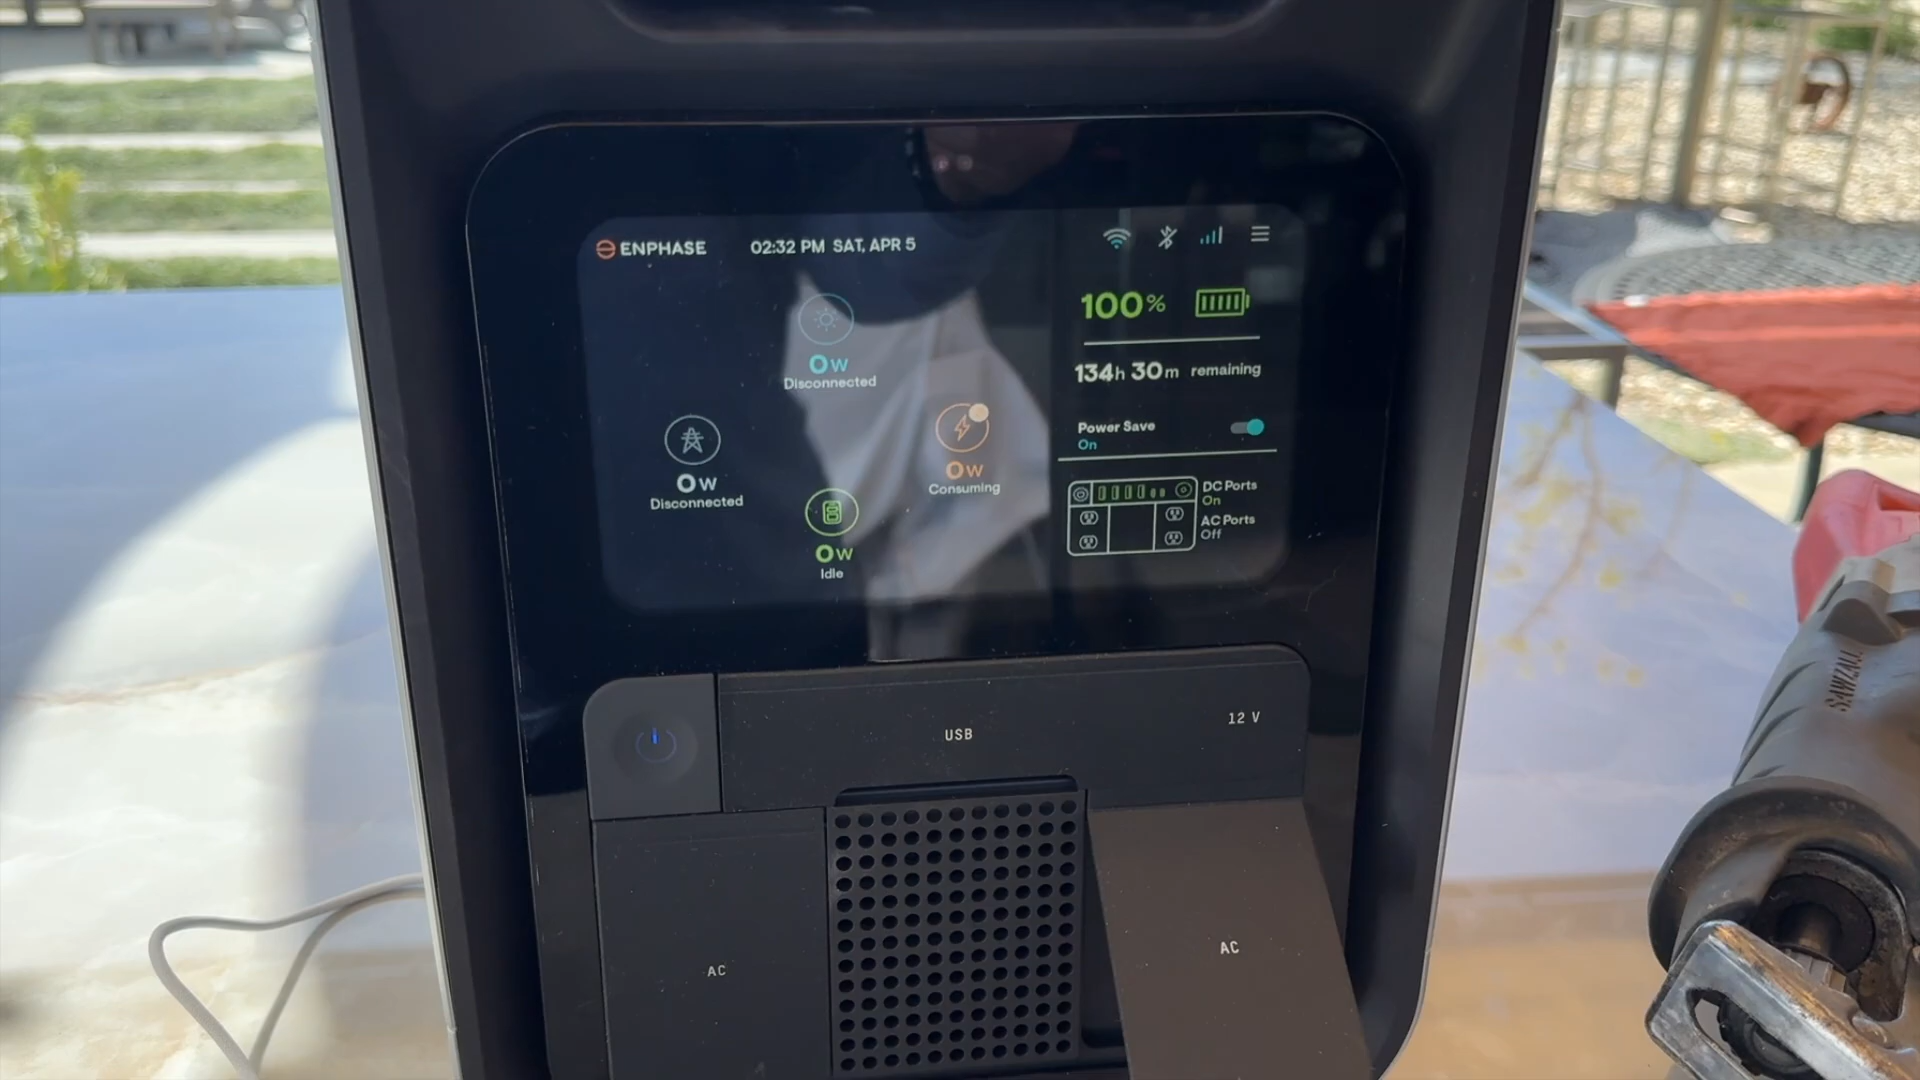 ENPHASE 02:32 PM SAT, APR 5
100%
134h 30m remaining
Power Save
On
DC Ports
On
AC Ports
Off
0w
Disconnected
0w
Disconnected
0w
Consuming
0w
Idle
USB
12 V
AC
AC
SAWZALL